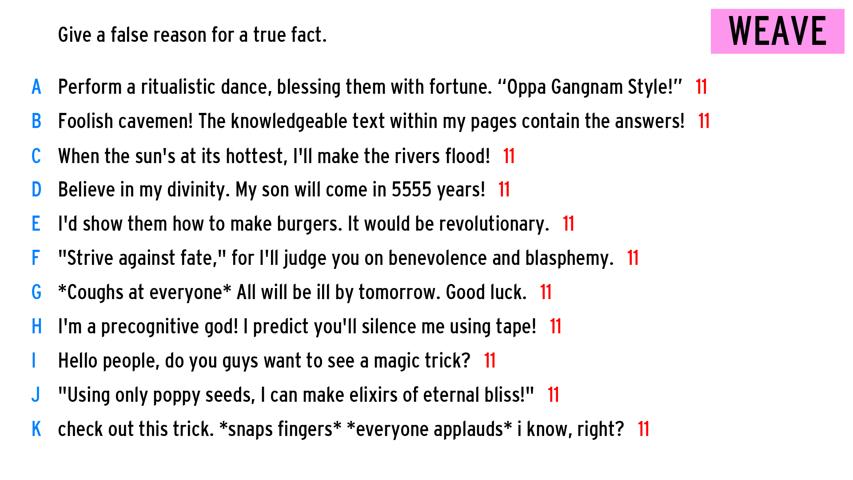 Give a false reason for a true fact.
WEAVE
A Perform a ritualistic dance, blessing them with fortune. “Oppa Gangnam Style!” 11
B Foolish cavemen! The knowledgeable text within my pages contain the answers! 11
C When the sun's at its hottest, I'll make the rivers flood! 11
D Believe in my divinity. My son will come in 5555 years! 11
E I'd show them how to make burgers. It would be revolutionary. 11
F "Strive against fate," for I'll judge you on benevolence and blasphemy. 11
G *Coughs at everyone* All will be ill by tomorrow. Good luck. 11
H I'm a precognitive god! I predict you'll silence me using tape! 11
I Hello people, do you guys want to see a magic trick? 11
J "Using only poppy seeds, I can make elixirs of eternal bliss!" 11
K check out this trick. *snaps fingers* *everyone applauds* i know, right? 11